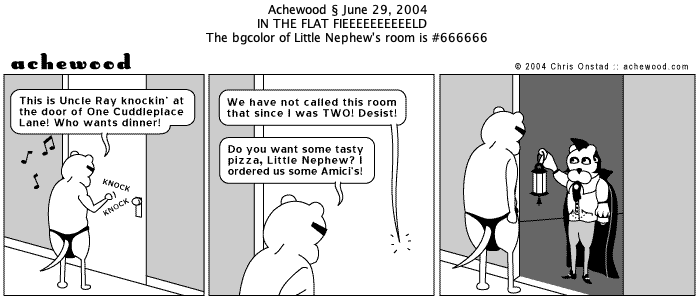 Achewood § June 29, 2004
IN THE FLAT FIEEEEEEEEEELD
The bgcolor of Little Nephew's room is #666666
achewood
© 2004 Chris Onstad :: achewood.com
This is Uncle Ray knockin' at
the door of One Cuddleplace
Lane! Who wants dinner!
KNOCK
KNOCK
We have not called this room
that since I was TWO! Desist!
Do you want some tasty
pizza, Little Nephew? I
ordered us some Amici's!